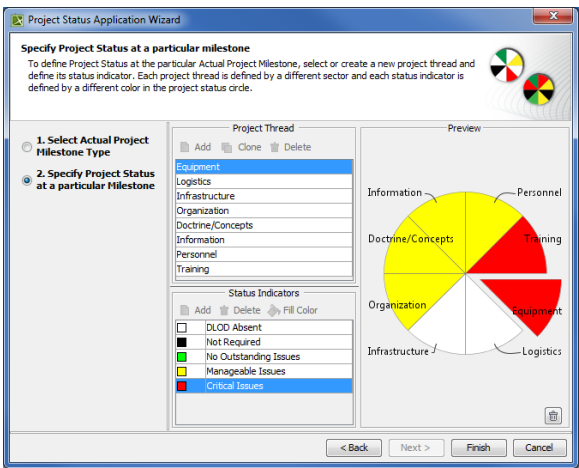 Project Status Application Wizard
Specify Project Status at a particular milestone
To define Project Status at the particular Actual Project Milestone, select or create a new project thread and
define its status indicator. Each project thread is defined by a different sector and each status indicator is
defined by a different color in the project status circle.
1. Select Actual Project
Milestone Type
2. Specify Project Status
at a particular Milestone
Project Thread
Add Clone Delete
Equipment
Logistics
Infrastructure
Organization
Doctrine/Concepts
Information
Personnel
Training
Status Indicators
Add Delete Fill Color
DLOD Absent
Not Required
No Outstanding Issues
Manageable Issues
Critical Issues
Preview
Information Personnel
Doctrine/Concepts Training
Organization Equipment
Infrastructure Logistics
< Back Next > Finish Cancel